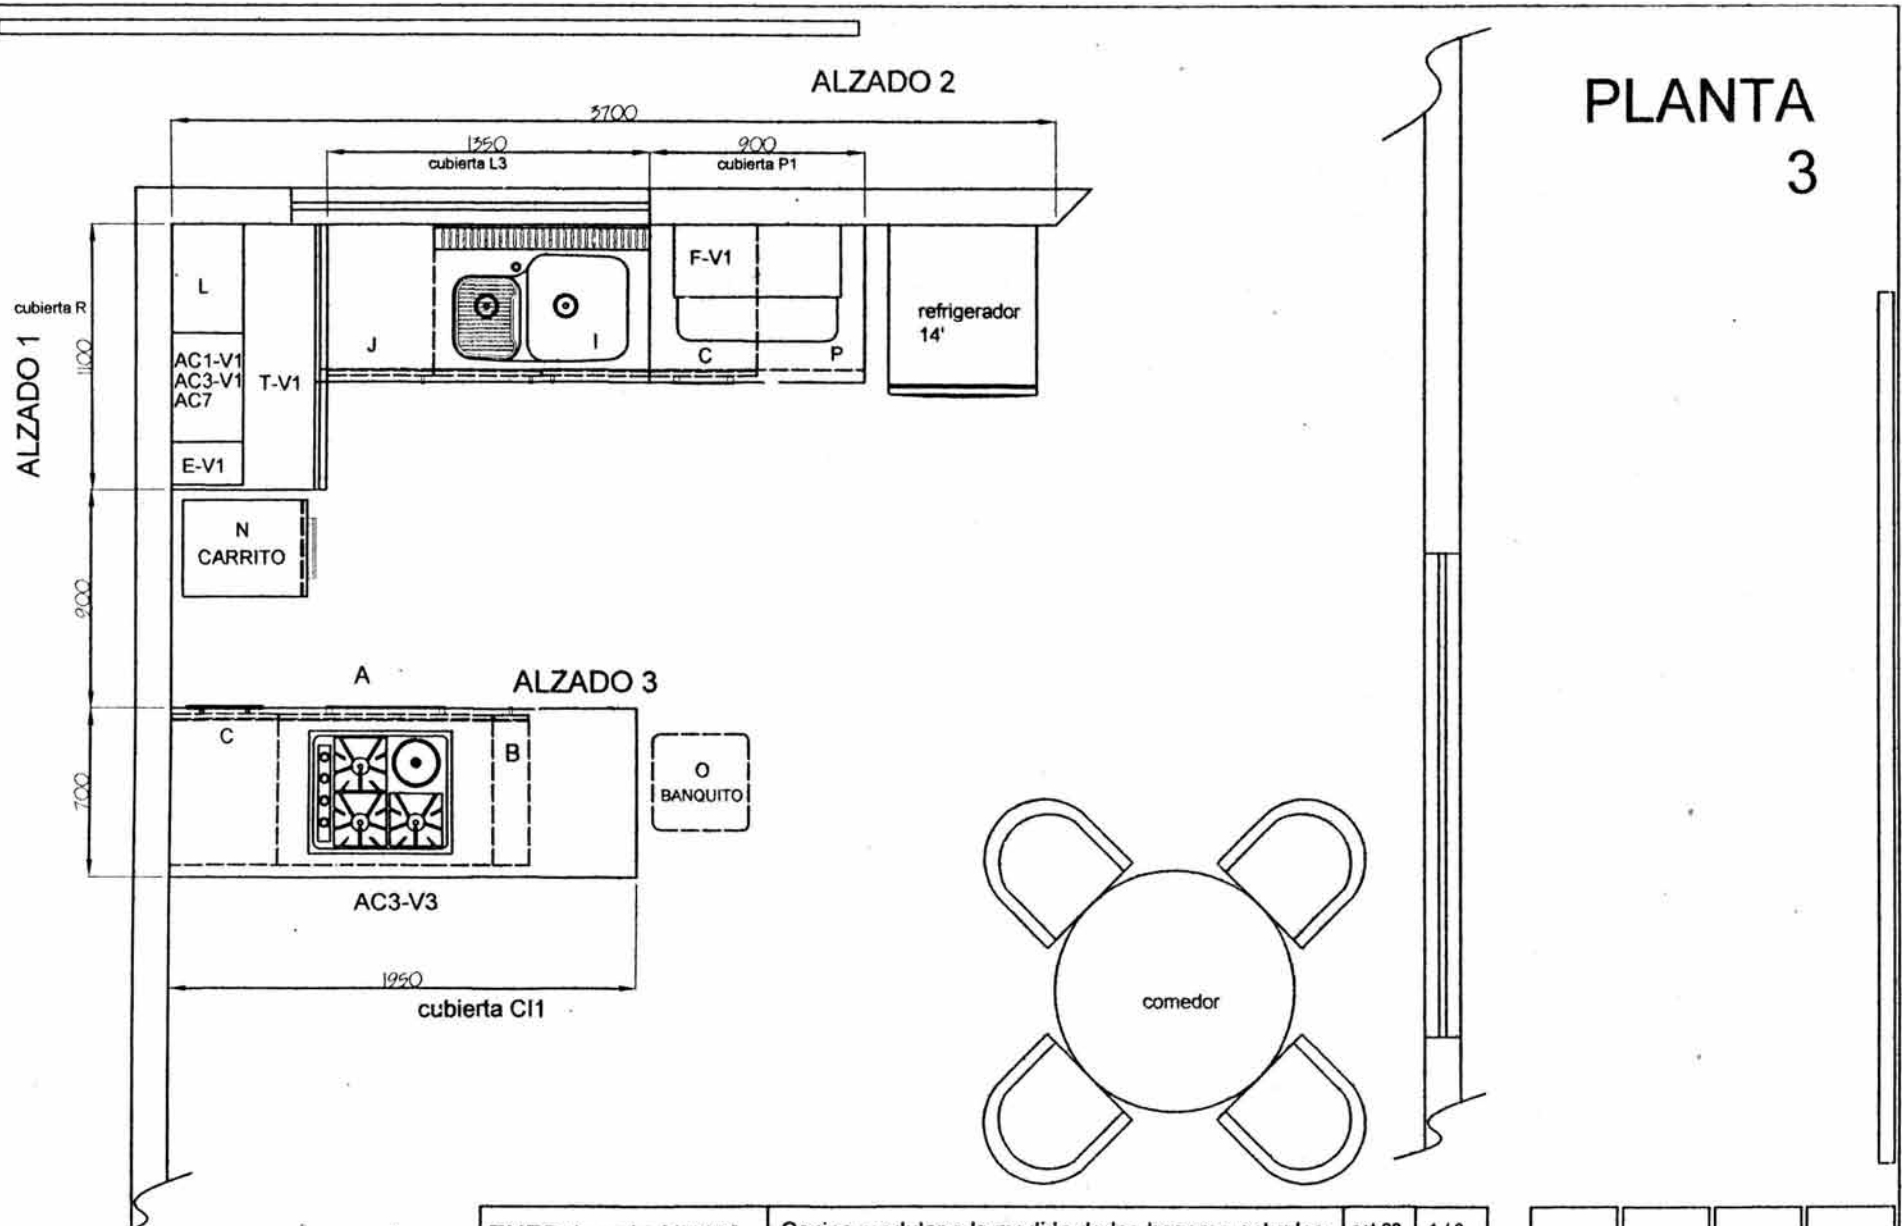 ALZADO 2
PLANTA
3
3700
1350
cubierta L3
900
cubierta P1
ALZADO 1
cubierta R
1100
L
AC1-V1
AC3-V1
AC7
E-V1
T-V1
J
I
F-V1
C
P
refrigerador
14'
N
CARRITO
900
A
ALZADO 3
C
B
700
O
BANQUITO
AC3-V3
1950
cubierta CI1
comedor